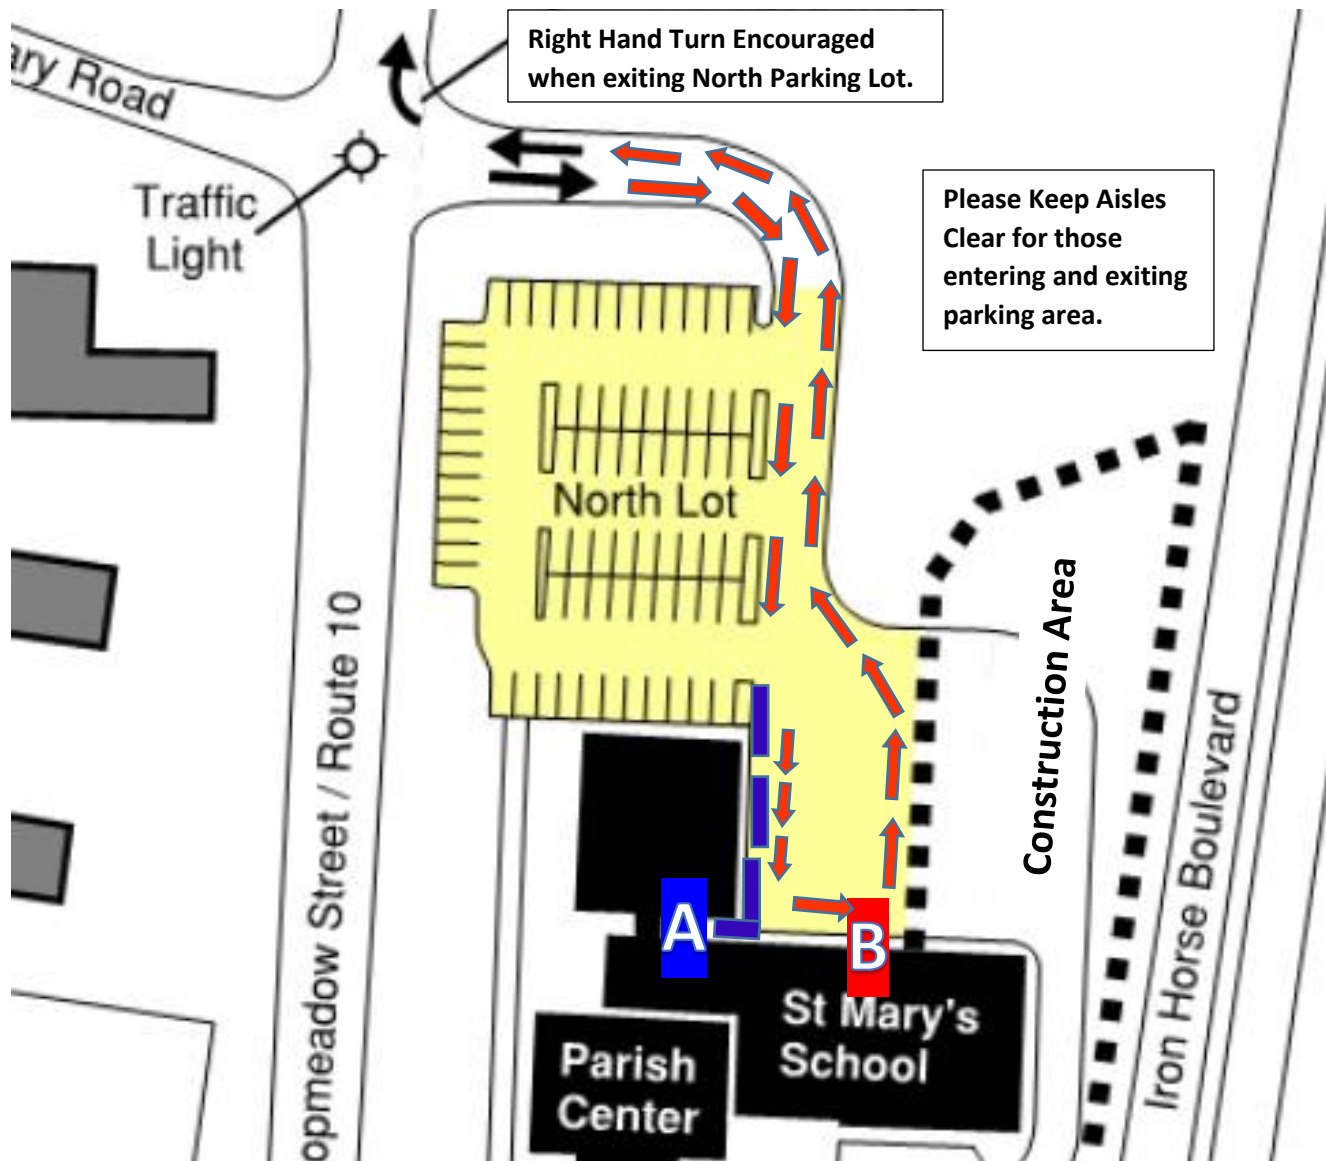 Right Hand Turn Encouraged
when exiting North Parking Lot.
ary Road
Traffic
Light
Please Keep Aisles
Clear for those
entering and exiting
parking area.
North Lot
opmeadow Street / Route 10
Construction Area
Iron Horse Boulevard
A
B
St Mary's
School
Parish
Center